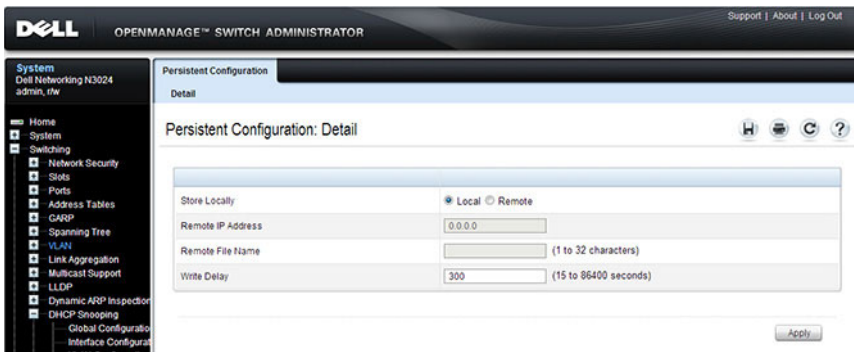 Support | About | Log Out
DELL OPENMANAGE™ SWITCH ADMINISTRATOR
System
Dell Networking N3024
admin, r/w
Home
System
Switching
Network Security
Slots
Ports
Address Tables
GARP
Spanning Tree
VLAN
Link Aggregation
Multicast Support
LLDP
Dynamic ARP Inspection
DHCP Snooping
Global Configuratio
Interface Configurat
Persistent Configuration
Detail
Persistent Configuration: Detail
Store Locally Local Remote
Remote IP Address 0.0.0.0
Remote File Name (1 to 32 characters)
Write Delay 300 (15 to 86400 seconds)
Apply